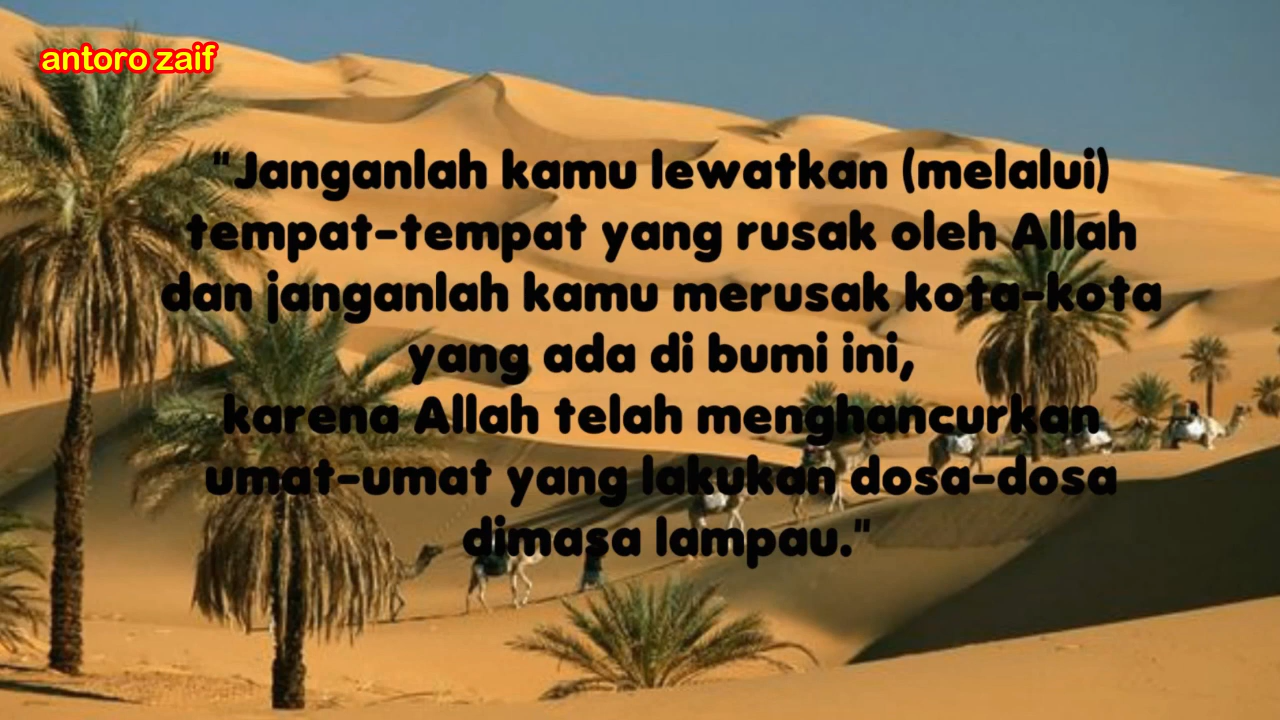 antoro zaif
"Janganlah kamu lewatkan (melalui)
tempat-tempat yang rusak oleh Allah
dan janganlah kamu merusak kota-kota
yang ada di bumi ini,
karena Allah telah menghancurkan
umat-umat yang lakukan dosa-dosa
dimasa lampau."